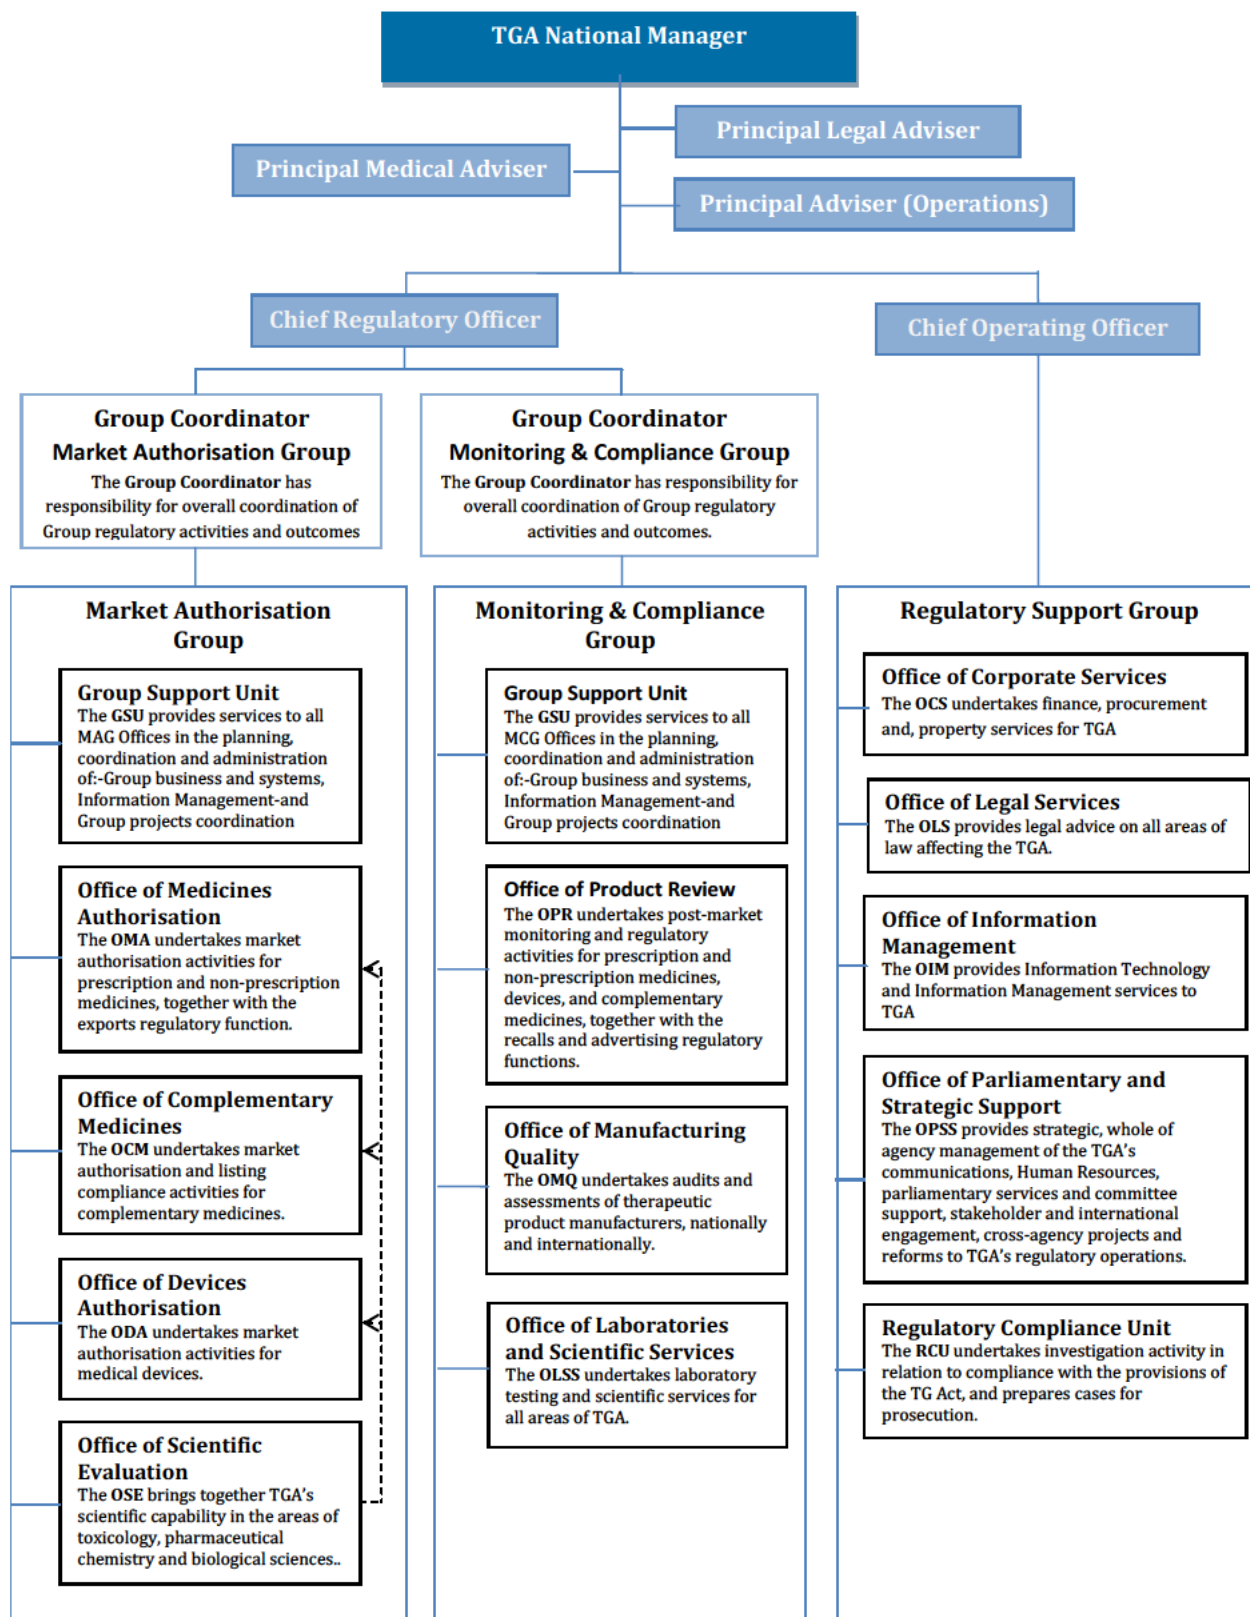 TGA National Manager
Principal Legal Adviser
Principal Medical Adviser
Principal Adviser (Operations)
Chief Regulatory Officer
Chief Operating Officer
Group Coordinator
Market Authorisation Group
The Group Coordinator has
responsibility for overall coordination of
Group regulatory activities and outcomes
Group Coordinator
Monitoring & Compliance Group
The Group Coordinator has responsibility for
overall coordination of Group regulatory
activities and outcomes.
Market Authorisation
Group
Group Support Unit
The GSU provides services to all
MAG Offices in the planning,
coordination and administration
of:-Group business and systems,
Information Management-and
Group projects coordination
Office of Medicines
Authorisation
The OMA undertakes market
authorisation activities for
prescription and non-prescription
medicines, together with the
exports regulatory function.
Office of Complementary
Medicines
The OCM undertakes market
authorisation and listing
compliance activities for
complementary medicines.
Office of Devices
Authorisation
The ODA undertakes market
authorisation activities for
medical devices.
Office of Scientific
Evaluation
The OSE brings together TGA's
scientific capability in the areas of
toxicology, pharmaceutical
chemistry and biological sciences..
Monitoring & Compliance
Group
Group Support Unit
The GSU provides services to all
MCG Offices in the planning,
coordination and administration
of:-Group business and systems,
Information Management-and
Group projects coordination
Office of Product Review
The OPR undertakes post-market
monitoring and regulatory
activities for prescription and
non-prescription medicines,
devices, and complementary
medicines, together with the
recalls and advertising regulatory
functions.
Office of Manufacturing
Quality
The OMQ undertakes audits and
assessments of therapeutic
product manufacturers, nationally
and internationally.
Office of Laboratories
and Scientific Services
The OLSS undertakes laboratory
testing and scientific services for
all areas of TGA.
Regulatory Support Group
Office of Corporate Services
The OCS undertakes finance, procurement
and, property services for TGA
Office of Legal Services
The OLS provides legal advice on all areas of
law affecting the TGA.
Office of Information
Management
The OIM provides Information Technology
and Information Management services to
TGA
Office of Parliamentary and
Strategic Support
The OPSS provides strategic, whole of
agency management of the TGA's
communications, Human Resources,
parliamentary services and committee
support, stakeholder and international
engagement, cross-agency projects and
reforms to TGA's regulatory operations.
Regulatory Compliance Unit
The RCU undertakes investigation activity in
relation to compliance with the provisions of
the TG Act, and prepares cases for
prosecution.